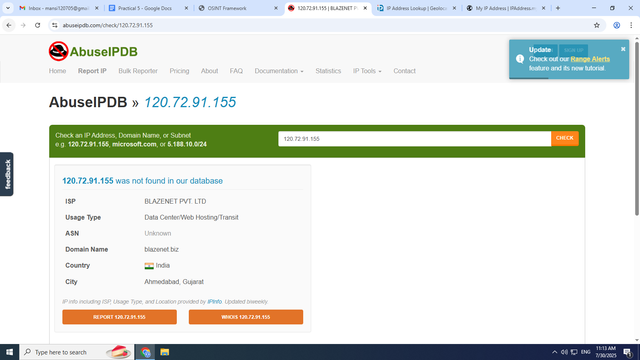 Inbox - mansi120705@gmail
Practical 5 - Google Docs
OSINT Framework
120.72.91.155 | BLAZENET P
IP Address Lookup | Geoloc
My IP Address | IPAddress.m
abuseipdb.com/check/120.72.91.155
AbuseIPDB
Home
Report IP
Bulk Reporter
Pricing
About
FAQ
Documentation
Statistics
IP Tools
Contact
SIGN UP
Update
Check out our Range Alerts
feature and its new tutorial.
AbuseIPDB » 120.72.91.155
Check an IP Address, Domain Name, or Subnet
e.g. 120.72.91.155, microsoft.com, or 5.188.10.0/24
120.72.91.155
CHECK
feedback
120.72.91.155 was not found in our database
ISP BLAZENET PVT. LTD
Usage Type Data Center/Web Hosting/Transit
ASN Unknown
Domain Name blazenet.biz
Country India
City Ahmedabad, Gujarat
IP info including ISP, Usage Type, and Location provided by IPInfo. Updated biweekly.
REPORT 120.72.91.155
WHOIS 120.72.91.155
Type here to search
ENG
11:13 AM
7/30/2025